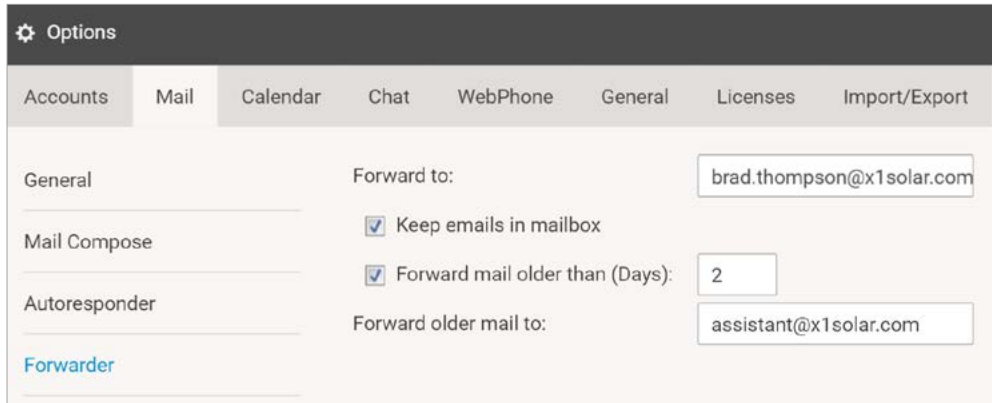 Options
Accounts Mail Calendar Chat WebPhone General Licenses Import/Export
General
Mail Compose
Autoresponder
Forwarder
Forward to: brad.thompson@x1solar.com
Keep emails in mailbox
Forward mail older than (Days): 2
Forward older mail to: assistant@x1solar.com